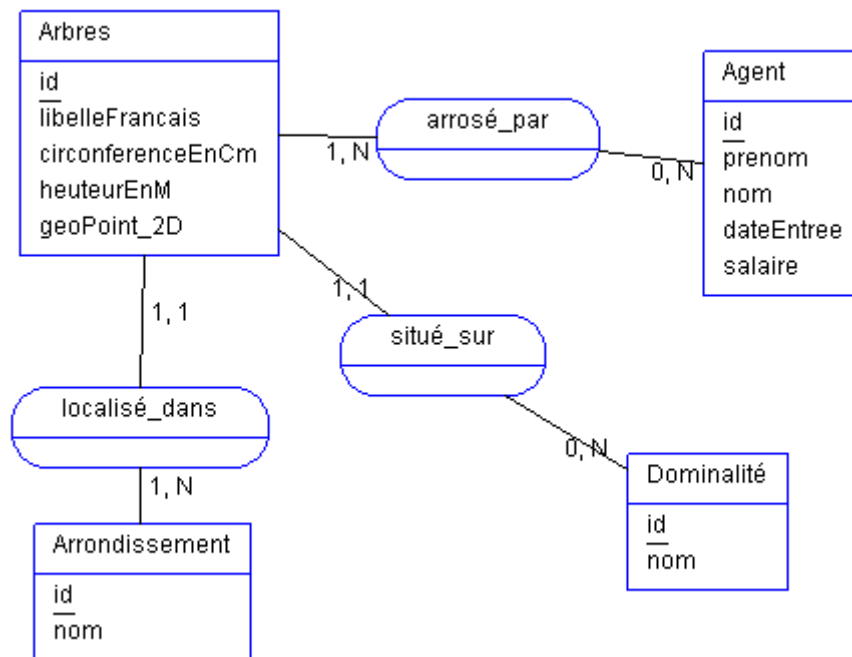 Arbres
id
libelleFrancais
circonferenceEnCm
heuteurEnM
geoPoint_2D
arrosé_par
1, N
0, N
Agent
id
prenom
nom
dateEntree
salaire
1, 1
1, 1
situé_sur
localisé_dans
0, N
1, N
Dominalité
id
nom
Arrondissement
id
nom